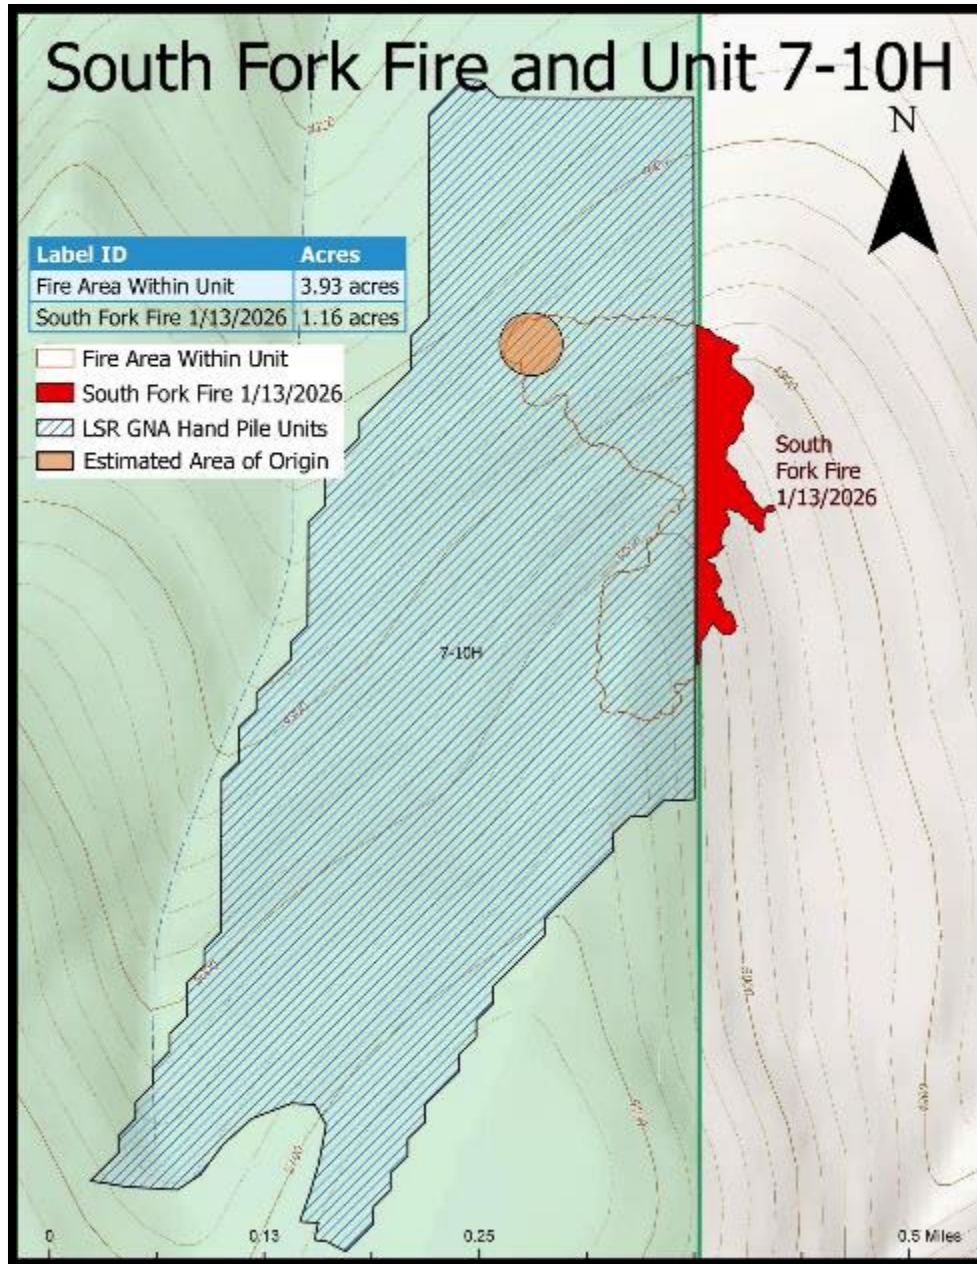 South Fork Fire and Unit 7-10H
N
Label ID Acres
Fire Area Within Unit 3.93 acres
South Fork Fire 1/13/2026 1.16 acres
Fire Area Within Unit
South Fork Fire 1/13/2026
LSR GNA Hand Pile Units
Estimated Area of Origin
South
Fork Fire
1/13/2026
7-10H
0 0.13 0.25 0.5 Miles